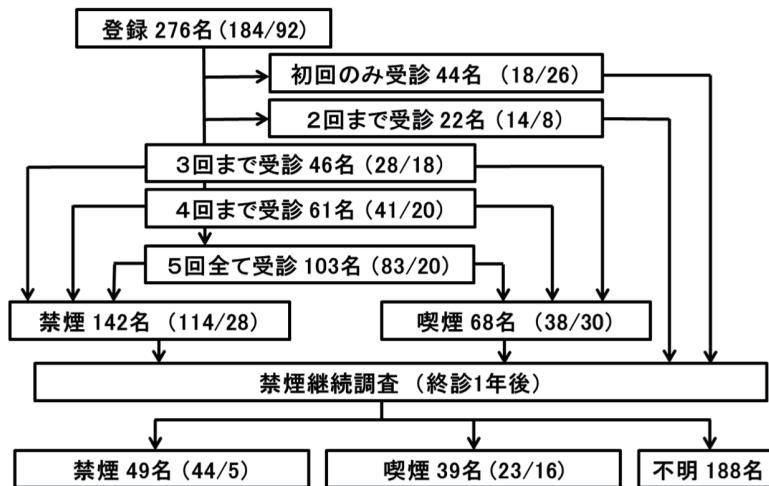 登録 276名 (184/92)
初回のみ受診 44名 (18/26)
２回まで受診 22名 (14/8)
３回まで受診 46名 (28/18)
４回まで受診 61名 (41/20)
５回全て受診 103名 (83/20)
禁煙 142名 (114/28)
喫煙 68名 (38/30)
禁煙継続調査 (終診1年後)
禁煙 49名 (44/5)
喫煙 39名 (23/16)
不明 188名